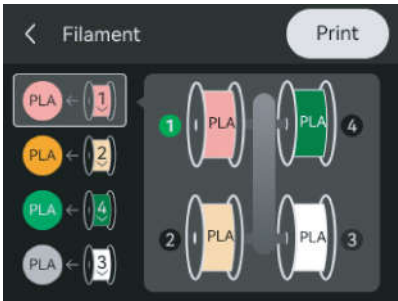 Filament Print
PLA ← 1
PLA ← 2
PLA ← 4
PLA ← 3
1 PLA PLA 4
2 PLA PLA 3